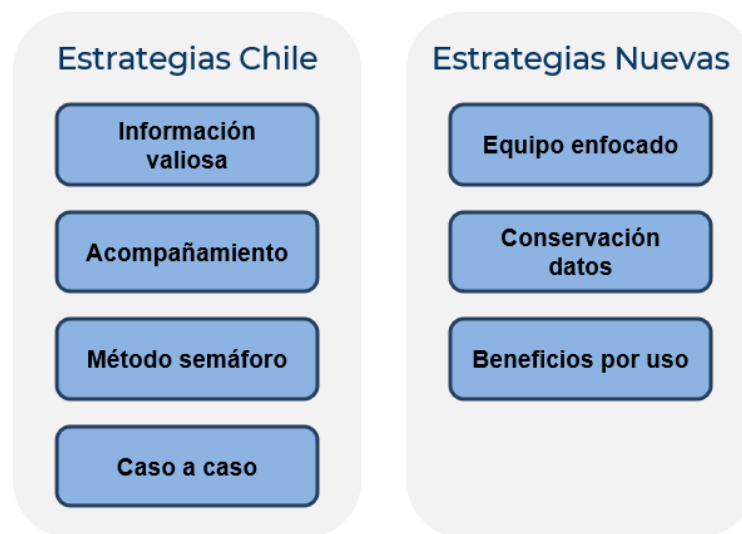 Estrategias Chile
Información
valiosa
Acompañamiento
Método semáforo
Caso a caso
Estrategias Nuevas
Equipo enfocado
Conservación
datos
Beneficios por uso